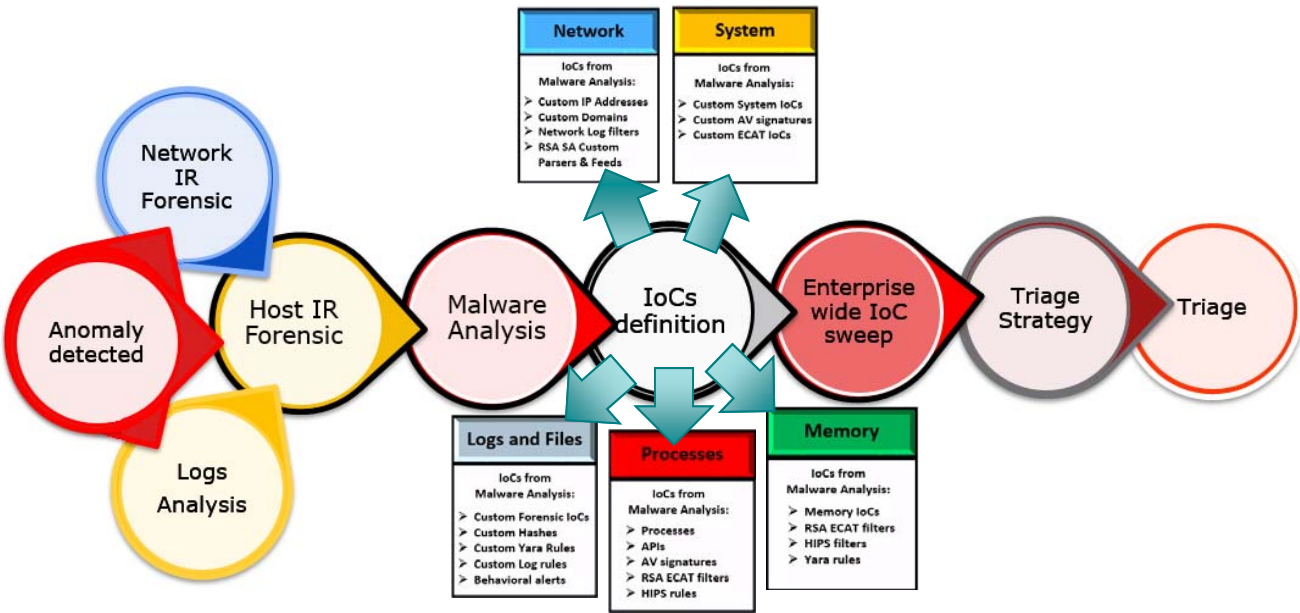 Network
IoCs from
Malware Analysis:
➢ Custom IP Addresses
➢ Custom Domains
➢ Network Log filters
➢ RSA SA Custom
Parsers & Feeds
System
IoCs from
Malware Analysis:
➢ Custom System IoCs
➢ Custom AV signatures
➢ Custom ECAT IoCs
Network
IR
Forensic
Anomaly
detected
Logs
Analysis
Host IR
Forensic
Malware
Analysis
IoCs
definition
Enterprise
wide IoC
sweep
Triage
Strategy
Triage
Logs and Files
IoCs from
Malware Analysis:
➢ Custom Forensic IoCs
➢ Custom Hashes
➢ Custom Yara Rules
➢ Custom Log rules
➢ Behavioral alerts
Processes
IoCs from
Malware Analysis:
➢ Processes
➢ APIs
➢ AV signatures
➢ RSA ECAT filters
➢ HIPS rules
Memory
IoCs from
Malware Analysis:
➢ Memory IoCs
➢ RSA ECAT filters
➢ HIPS filters
➢ Yara rules